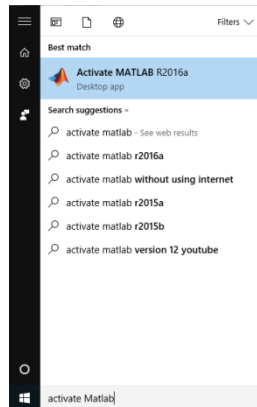 Filters
Best match
Activate MATLAB R2016a
Desktop app
Search suggestions »
activate matlab - See web results
activate matlab r2016a
activate matlab without using internet
activate matlab r2015a
activate matlab r2015b
activate matlab version 12 youtube
activate Matlab